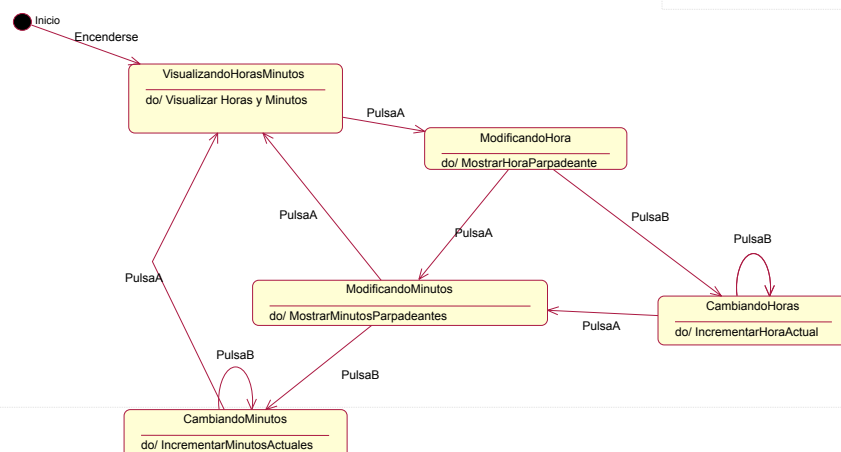 Inicio
Encenderse
VisualizandoHorasMinutos
do/ Visualizar Horas y Minutos
PulsaA
ModificandoHora
do/ MostrarHoraParpadeante
PulsaA
PulsaA
PulsaB
PulsaB
PulsaA
ModificandoMinutos
do/ MostrarMinutosParpadeantes
CambiandoHoras
do/ IncrementarHoraActual
PulsaA
PulsaB
PulsaB
CambiandoMinutos
do/ IncrementarMinutosActuales